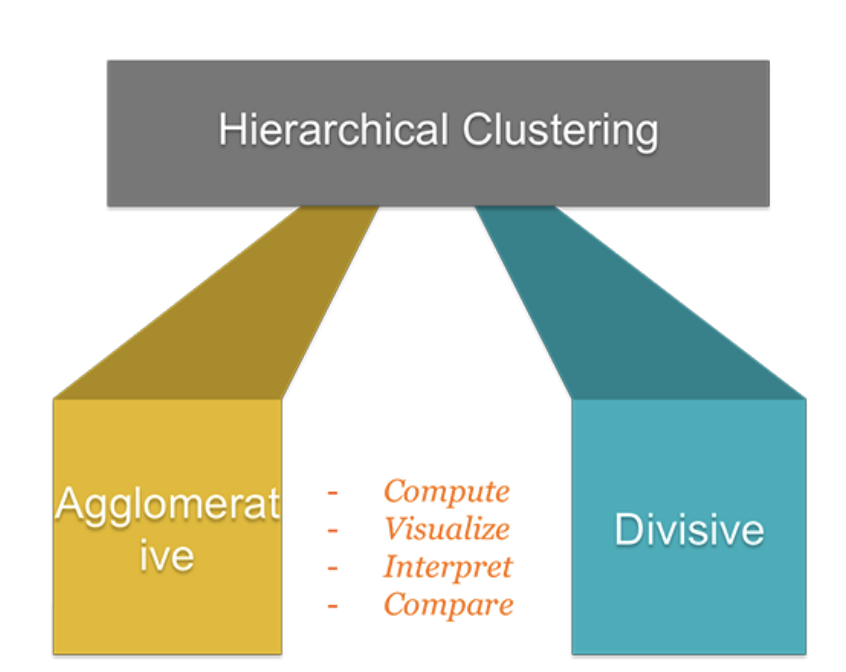 Hierarchical Clustering
Agglomerat
ive
- Compute
- Visualize
- Interpret
- Compare
Divisive